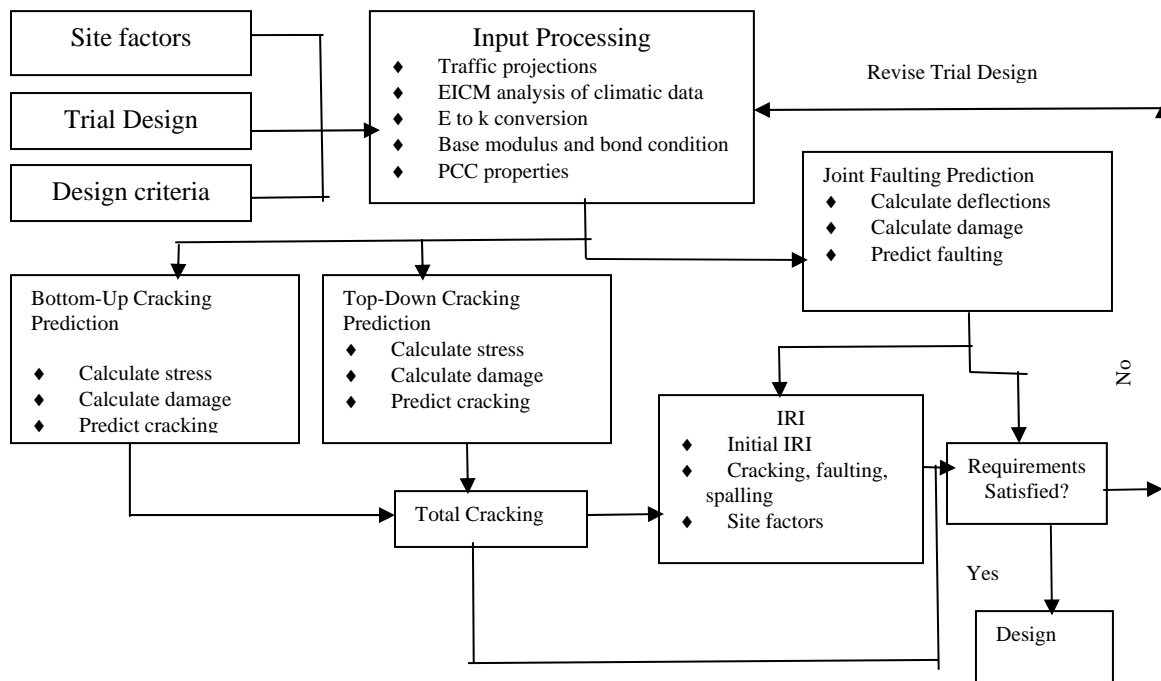 Site factors
Trial Design
Design criteria
Input Processing
♦ Traffic projections
♦ EICM analysis of climatic data
♦ E to k conversion
♦ Base modulus and bond condition
♦ PCC properties
Revise Trial Design
Joint Faulting Prediction
♦ Calculate deflections
♦ Calculate damage
♦ Predict faulting
Bottom-Up Cracking
Prediction
♦ Calculate stress
♦ Calculate damage
♦ Predict cracking
Top-Down Cracking
Prediction
♦ Calculate stress
♦ Calculate damage
♦ Predict cracking
Total Cracking
IRI
♦ Initial IRI
♦ Cracking, faulting,
spalling
♦ Site factors
Requirements
Satisfied?
No
Yes
Design